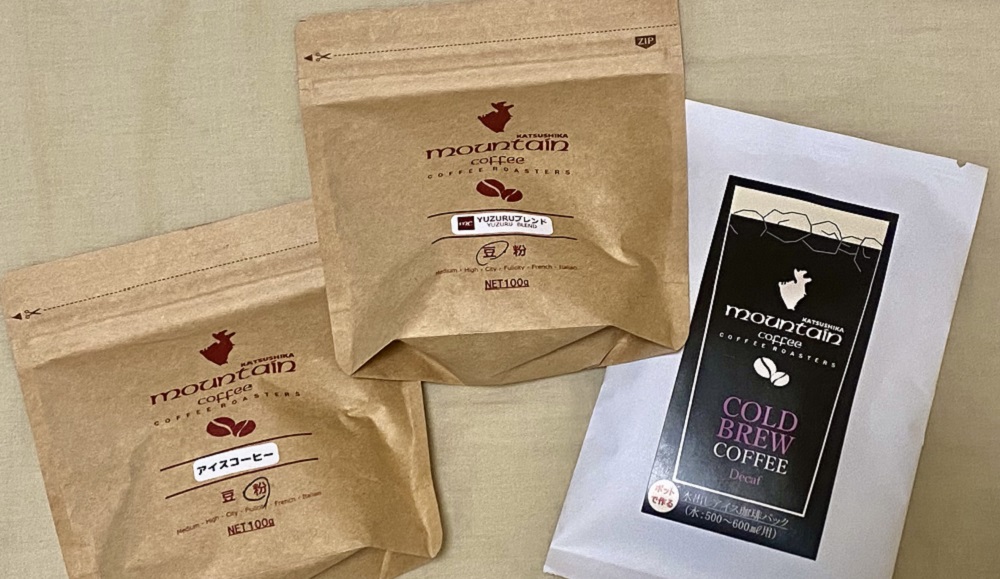 ZIP
KATSUSHIKA
mountain
coffee
COFFEE ROASTERS
mc YUZURUブレンド
YUZURU BLEND
豆 粉
Medium・High・City・Fullcity・French・Italian
NET100g
KATSUSHIKA
mountain
coffee
COFFEE ROASTERS
アイスコーヒー
豆 粉
Medium・High・City・Fullcity・French・Italian
NET100g
KATSUSHIKA
mountain
coffee
COFFEE ROASTERS
COLD
BREW
COFFEE
Decaf
ポット
で作る
水出しアイス珈琲パック
(水:500〜600mℓ用)